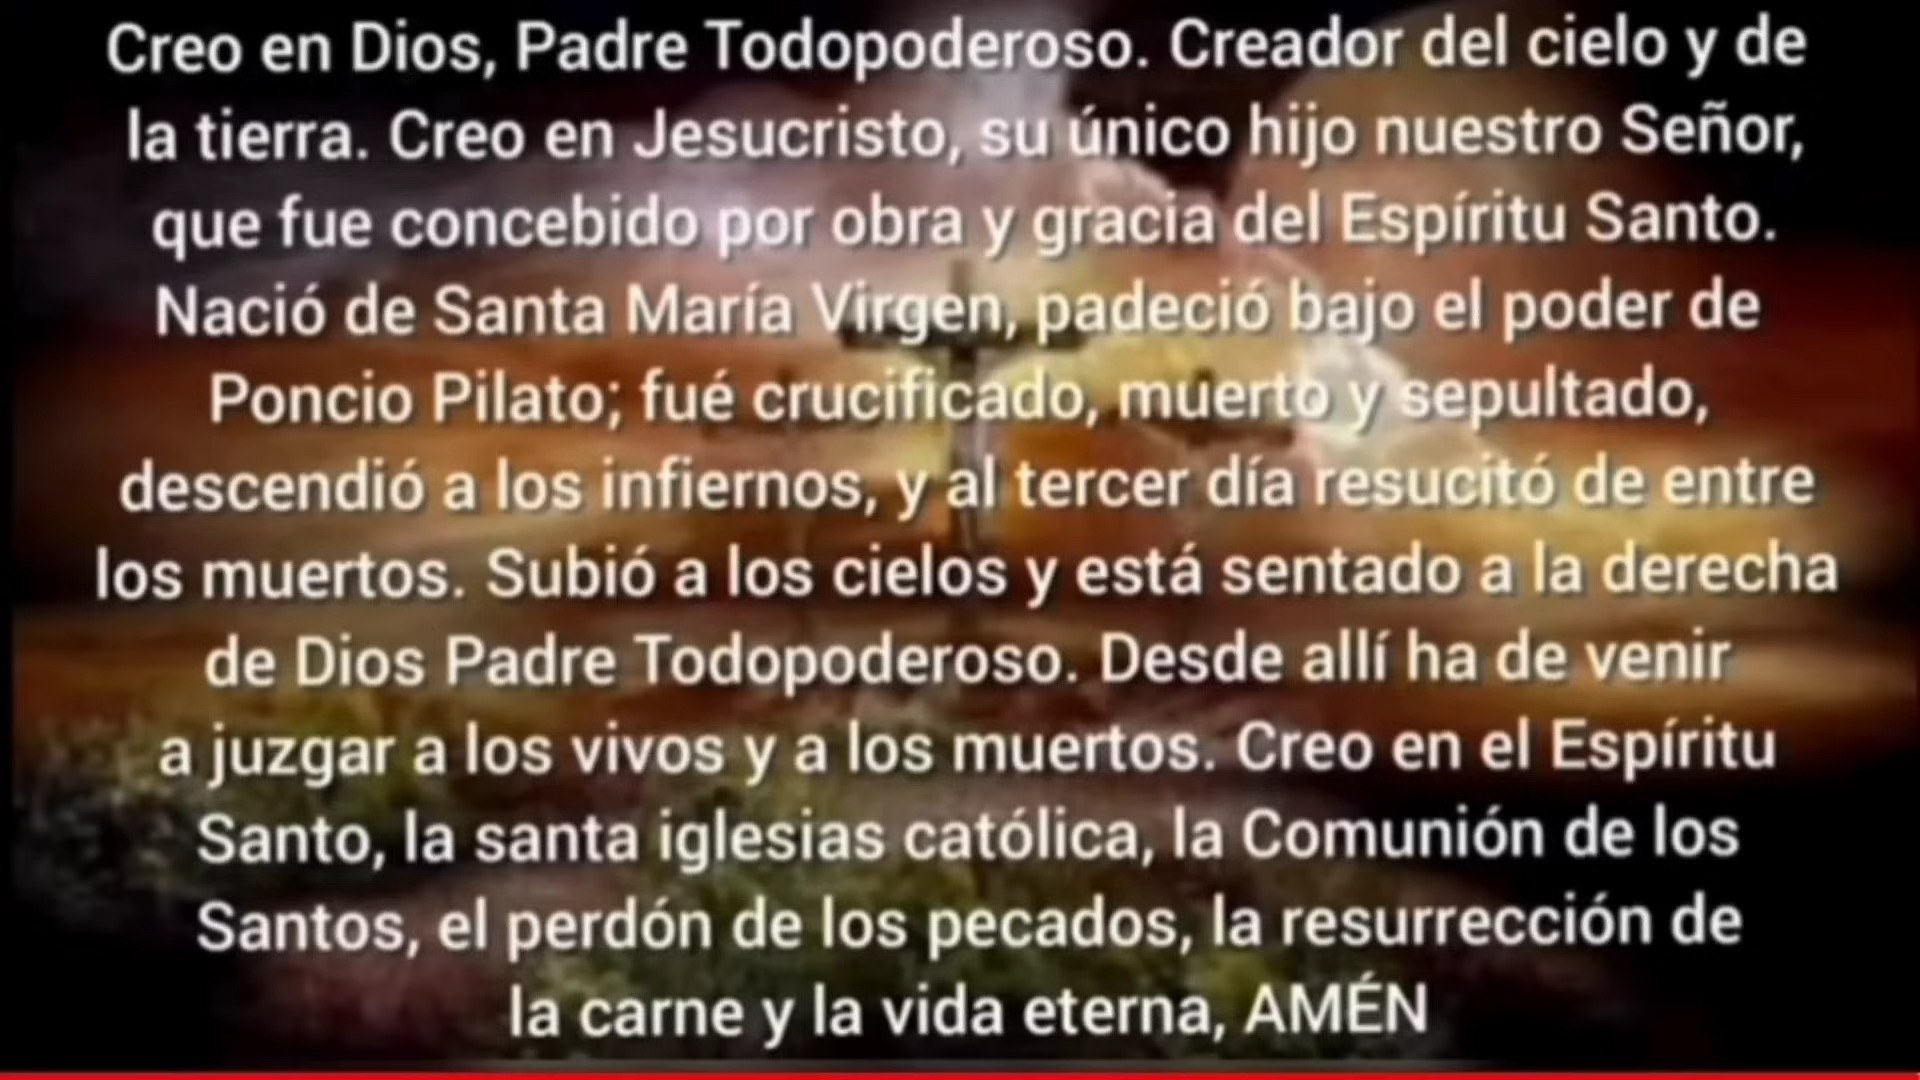 Creo en Dios, Padre Todopoderoso. Creador del cielo y de
la tierra. Creo en Jesucristo, su único hijo nuestro Señor,
que fue concebido por obra y gracia del Espíritu Santo.
Nació de Santa María Virgen, padeció bajo el poder de
Poncio Pilato; fué crucificado, muerto y sepultado,
descendió a los infiernos, y al tercer día resucitó de entre
los muertos. Subió a los cielos y está sentado a la derecha
de Dios Padre Todopoderoso. Desde allí ha de venir
a juzgar a los vivos y a los muertos. Creo en el Espíritu
Santo, la santa iglesias católica, la Comunión de los
Santos, el perdón de los pecados, la resurrección de
la carne y la vida eterna, AMÉN